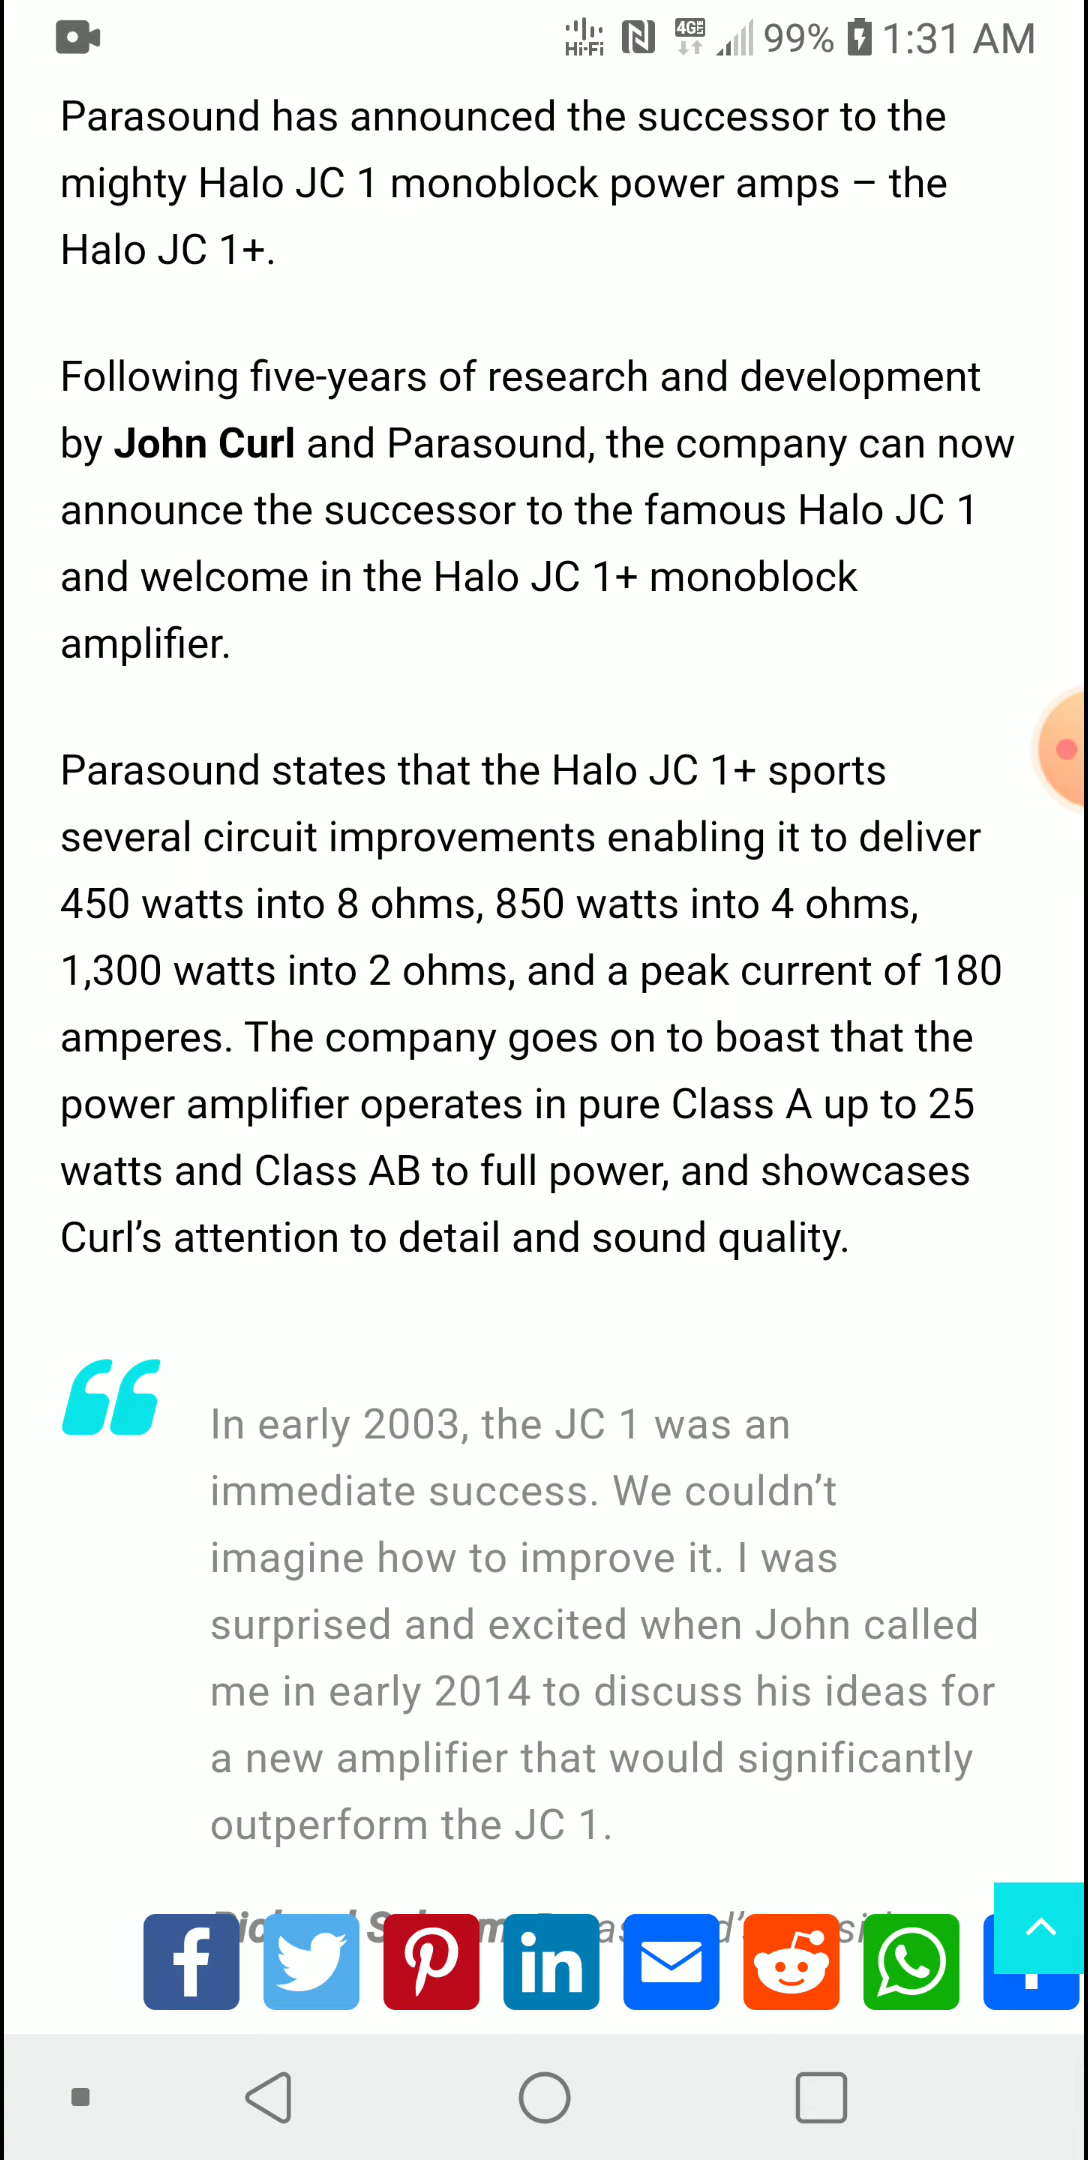 Hi-Fi 4GE 99% 1:31 AM
Parasound has announced the successor to the
mighty Halo JC 1 monoblock power amps – the
Halo JC 1+.
Following five-years of research and development
by John Curl and Parasound, the company can now
announce the successor to the famous Halo JC 1
and welcome in the Halo JC 1+ monoblock
amplifier.
Parasound states that the Halo JC 1+ sports
several circuit improvements enabling it to deliver
450 watts into 8 ohms, 850 watts into 4 ohms,
1,300 watts into 2 ohms, and a peak current of 180
amperes. The company goes on to boast that the
power amplifier operates in pure Class A up to 25
watts and Class AB to full power, and showcases
Curl’s attention to detail and sound quality.
In early 2003, the JC 1 was an
immediate success. We couldn’t
imagine how to improve it. I was
surprised and excited when John called
me in early 2014 to discuss his ideas for
a new amplifier that would significantly
outperform the JC 1.